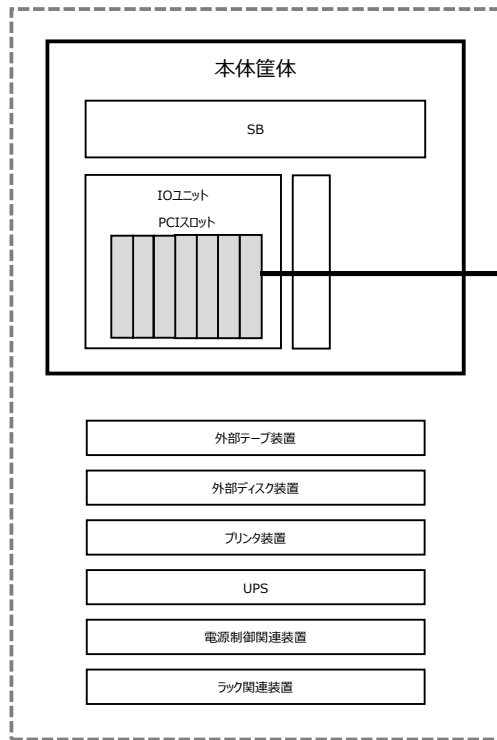 本体筐体
SB
IOユニット
PCIスロット
外部テープ装置
外部ディスク装置
プリンタ装置
UPS
電源制御関連装置
ラック関連装置